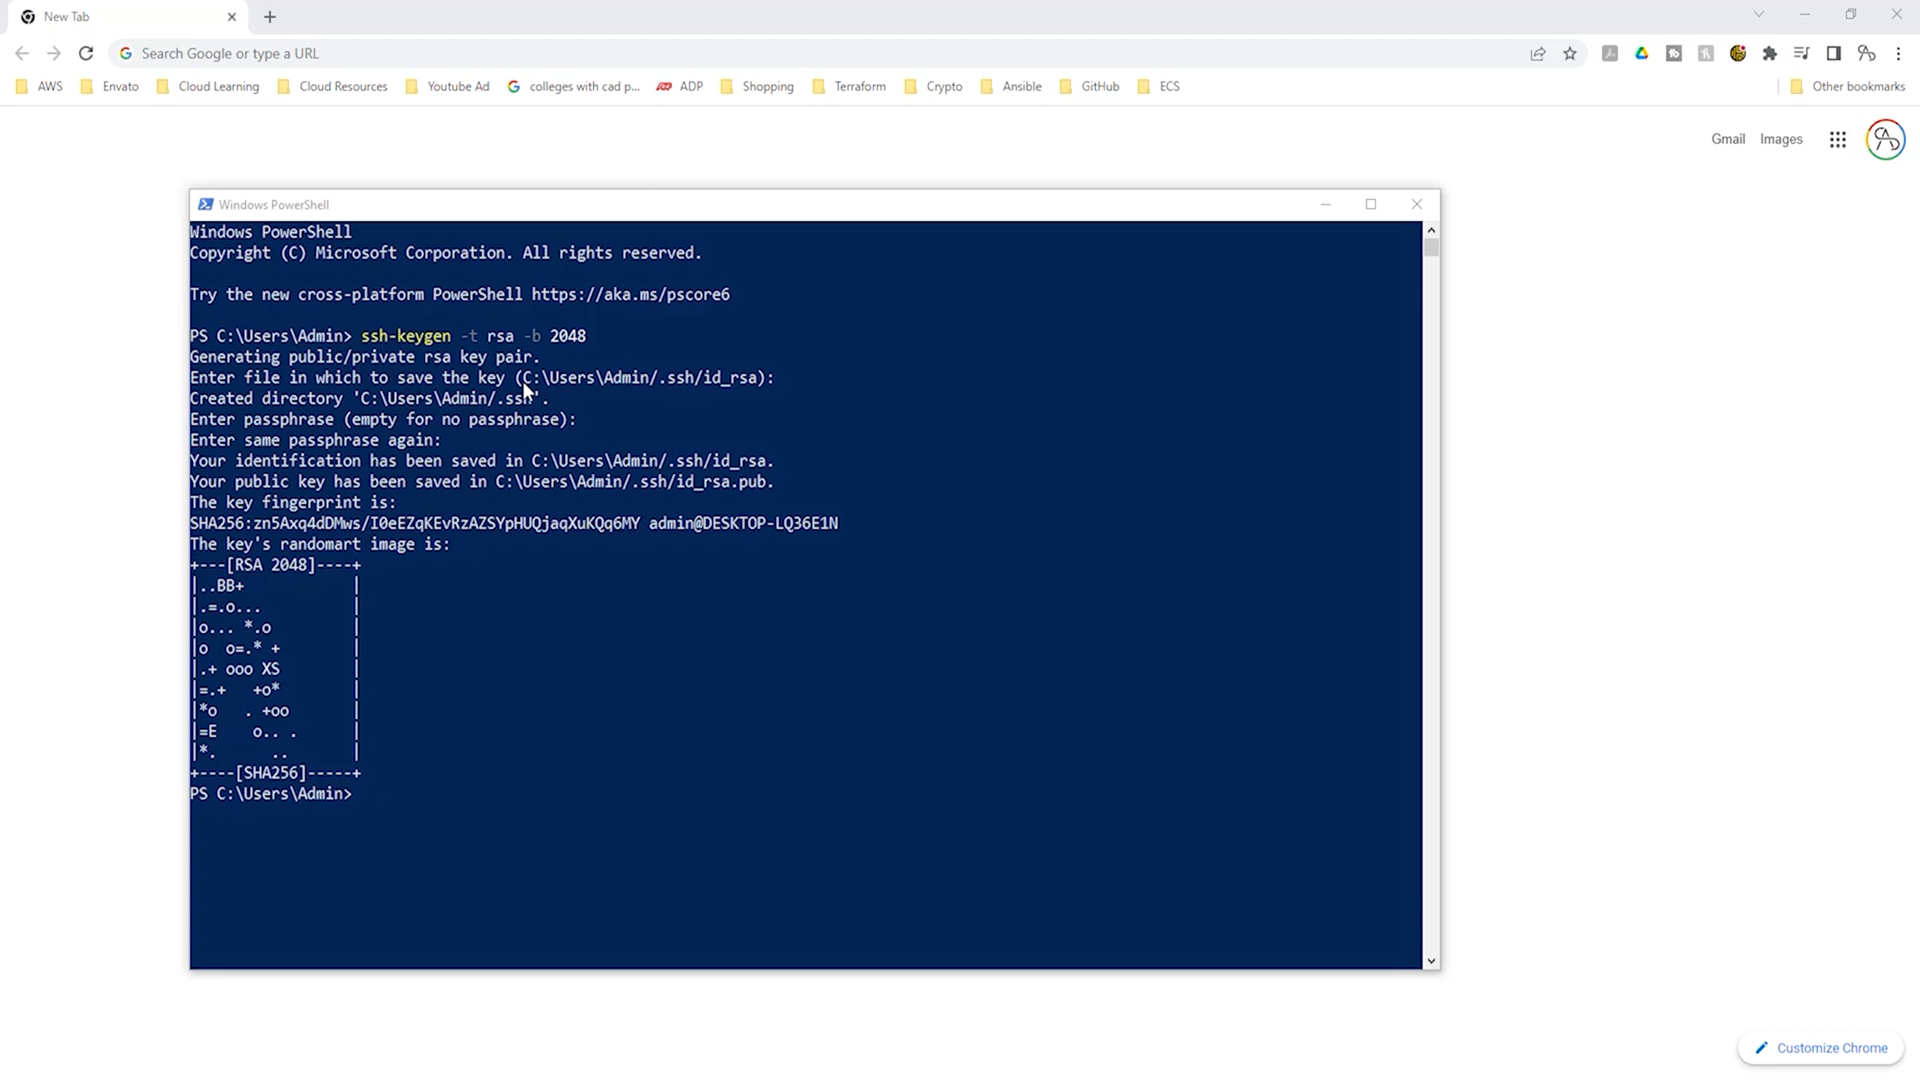 New Tab
Search Google or type a URL
AWS Envato Cloud Learning Cloud Resources Youtube Ad colleges with cad p... ADP Shopping Terraform Crypto Ansible GitHub ECS Other bookmarks
Gmail Images
Windows PowerShell
Windows PowerShell
Copyright (C) Microsoft Corporation. All rights reserved.
Try the new cross-platform PowerShell https://aka.ms/pscore6
PS C:\Users\Admin> ssh-keygen -t rsa -b 2048
Generating public/private rsa key pair.
Enter file in which to save the key (C:\Users\Admin/.ssh/id_rsa):
Created directory 'C:\Users\Admin/.ssh'.
Enter passphrase (empty for no passphrase):
Enter same passphrase again:
Your identification has been saved in C:\Users\Admin/.ssh/id_rsa.
Your public key has been saved in C:\Users\Admin/.ssh/id_rsa.pub.
The key fingerprint is:
SHA256:zn5Axq4dDMws/I0eEZqKEvRzAZSYpHUQjaqXuKQq6MY admin@DESKTOP-LQ36E1N
The key's randomart image is:
+---[RSA 2048]----+
|..BB+            |
|.=.o...          |
|o... *.o         |
|o  o=.* +        |
|.+ ooo XS        |
|=.+   +o*        |
|*o   . +oo       |
|=E    o.. .      |
|*.      ..       |
+----[SHA256]-----+
PS C:\Users\Admin>
Customize Chrome